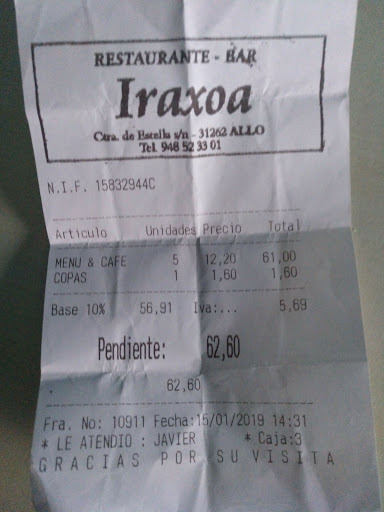 RESTAURANTE - BAR
Iraxoa
Ctra. de Estella s/n - 31262 ALLO
Tel. 948 52 33 01
N.I.F. 15832944C
Articulo Unidades Precio Total
MENU & CAFE 5 12,20 61,00
COPAS 1 1,60 1,60
Base 10% 56,91 Iva:... 5,69
Pendiente: 62,60
. 62,60
Fra. No: 10911 Fecha:15/01/2019 14:31
* LE ATENDIO : JAVIER * Caja:3
GRACIAS POR SU VISITA